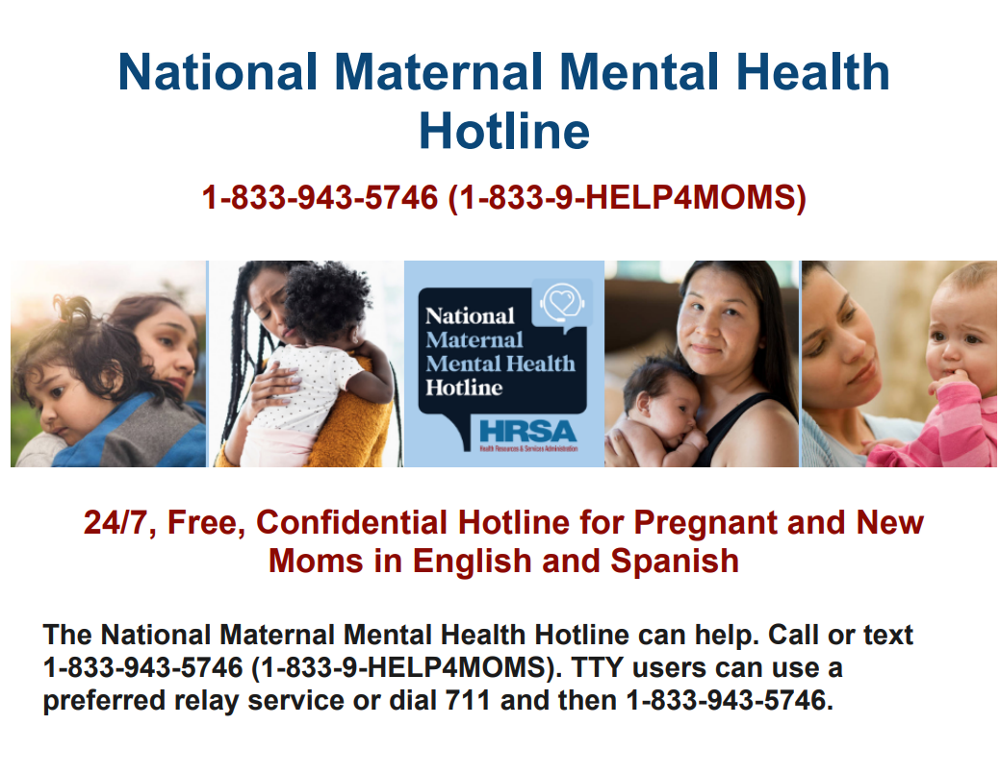 National Maternal Mental Health
Hotline
1-833-943-5746 (1-833-9-HELP4MOMS)
National
Maternal
Mental Health
Hotline
HRSA
Health Resources & Services Administration
24/7, Free, Confidential Hotline for Pregnant and New
Moms in English and Spanish
The National Maternal Mental Health Hotline can help. Call or text
1-833-943-5746 (1-833-9-HELP4MOMS). TTY users can use a
preferred relay service or dial 711 and then 1-833-943-5746.